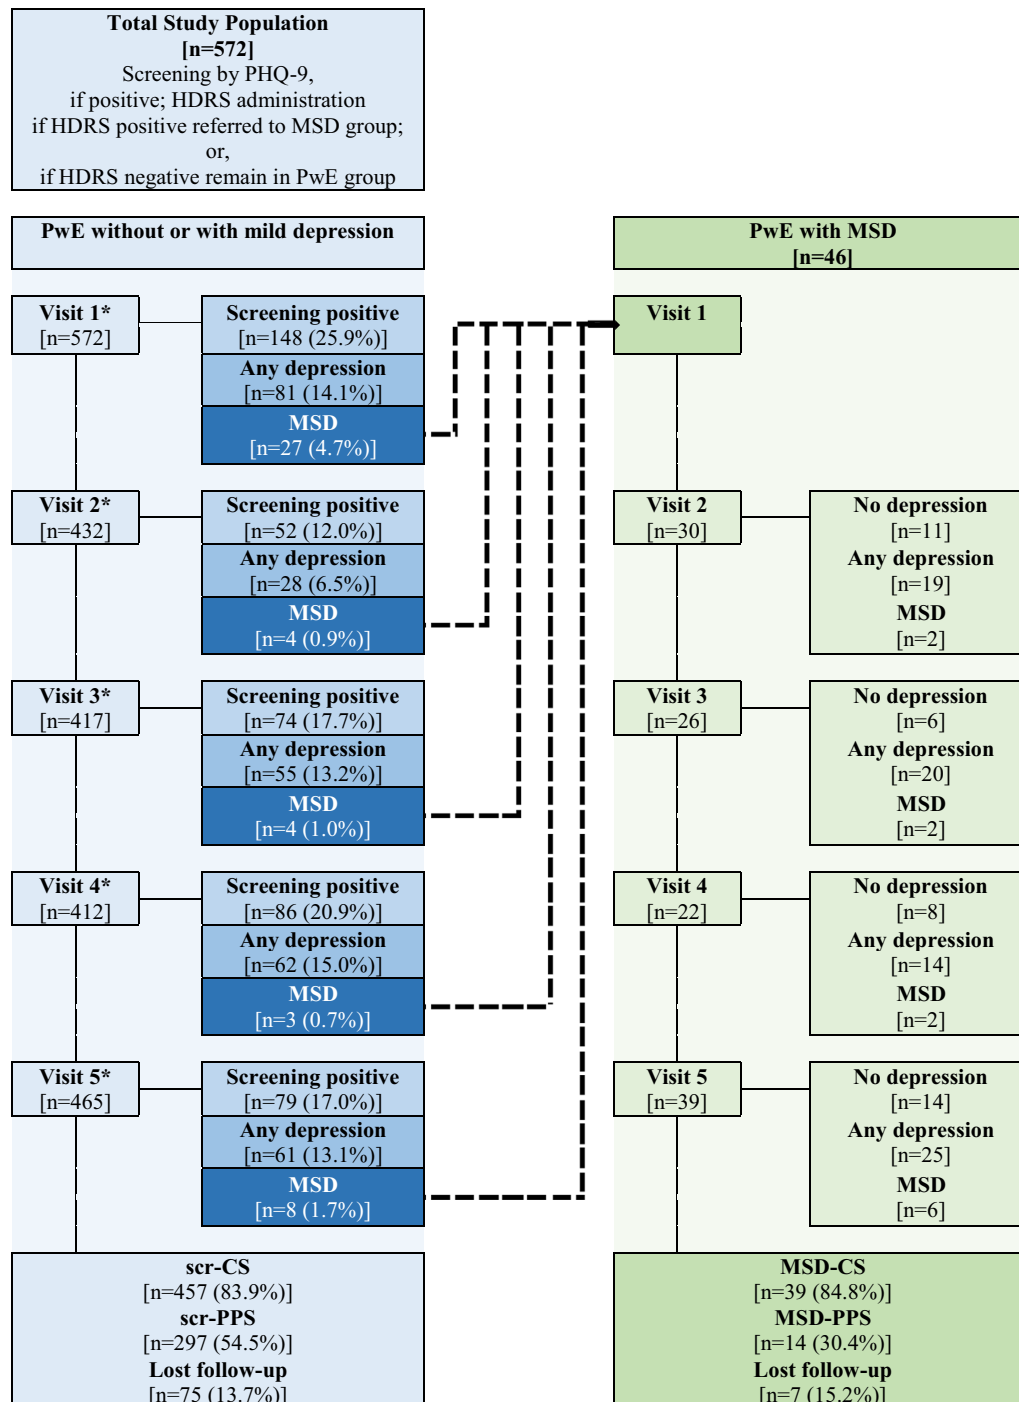 Total Study Population
[n=572]
Screening by PHQ-9,
if positive; HDRS administration
if HDRS positive referred to MSD group;
or,
if HDRS negative remain in PwE group
PwE without or with mild depression
PwE with MSD
[n=46]
Visit 1*
[n=572]
Screening positive
[n=148 (25.9%)]
Any depression
[n=81 (14.1%)]
MSD
[n=27 (4.7%)]
Visit 1
Visit 2*
[n=432]
Screening positive
[n=52 (12.0%)]
Any depression
[n=28 (6.5%)]
MSD
[n=4 (0.9%)]
Visit 2
[n=30]
No depression
[n=11]
Any depression
[n=19]
MSD
[n=2]
Visit 3*
[n=417]
Screening positive
[n=74 (17.7%)]
Any depression
[n=55 (13.2%)]
MSD
[n=4 (1.0%)]
Visit 3
[n=26]
No depression
[n=6]
Any depression
[n=20]
MSD
[n=2]
Visit 4*
[n=412]
Screening positive
[n=86 (20.9%)]
Any depression
[n=62 (15.0%)]
MSD
[n=3 (0.7%)]
Visit 4
[n=22]
No depression
[n=8]
Any depression
[n=14]
MSD
[n=2]
Visit 5*
[n=465]
Screening positive
[n=79 (17.0%)]
Any depression
[n=61 (13.1%)]
MSD
[n=8 (1.7%)]
Visit 5
[n=39]
No depression
[n=14]
Any depression
[n=25]
MSD
[n=6]
scr-CS
[n=457 (83.9%)]
scr-PPS
[n=297 (54.5%)]
Lost follow-up
[n=75 (13.7%)]
MSD-CS
[n=39 (84.8%)]
MSD-PPS
[n=14 (30.4%)]
Lost follow-up
[n=7 (15.2%)]